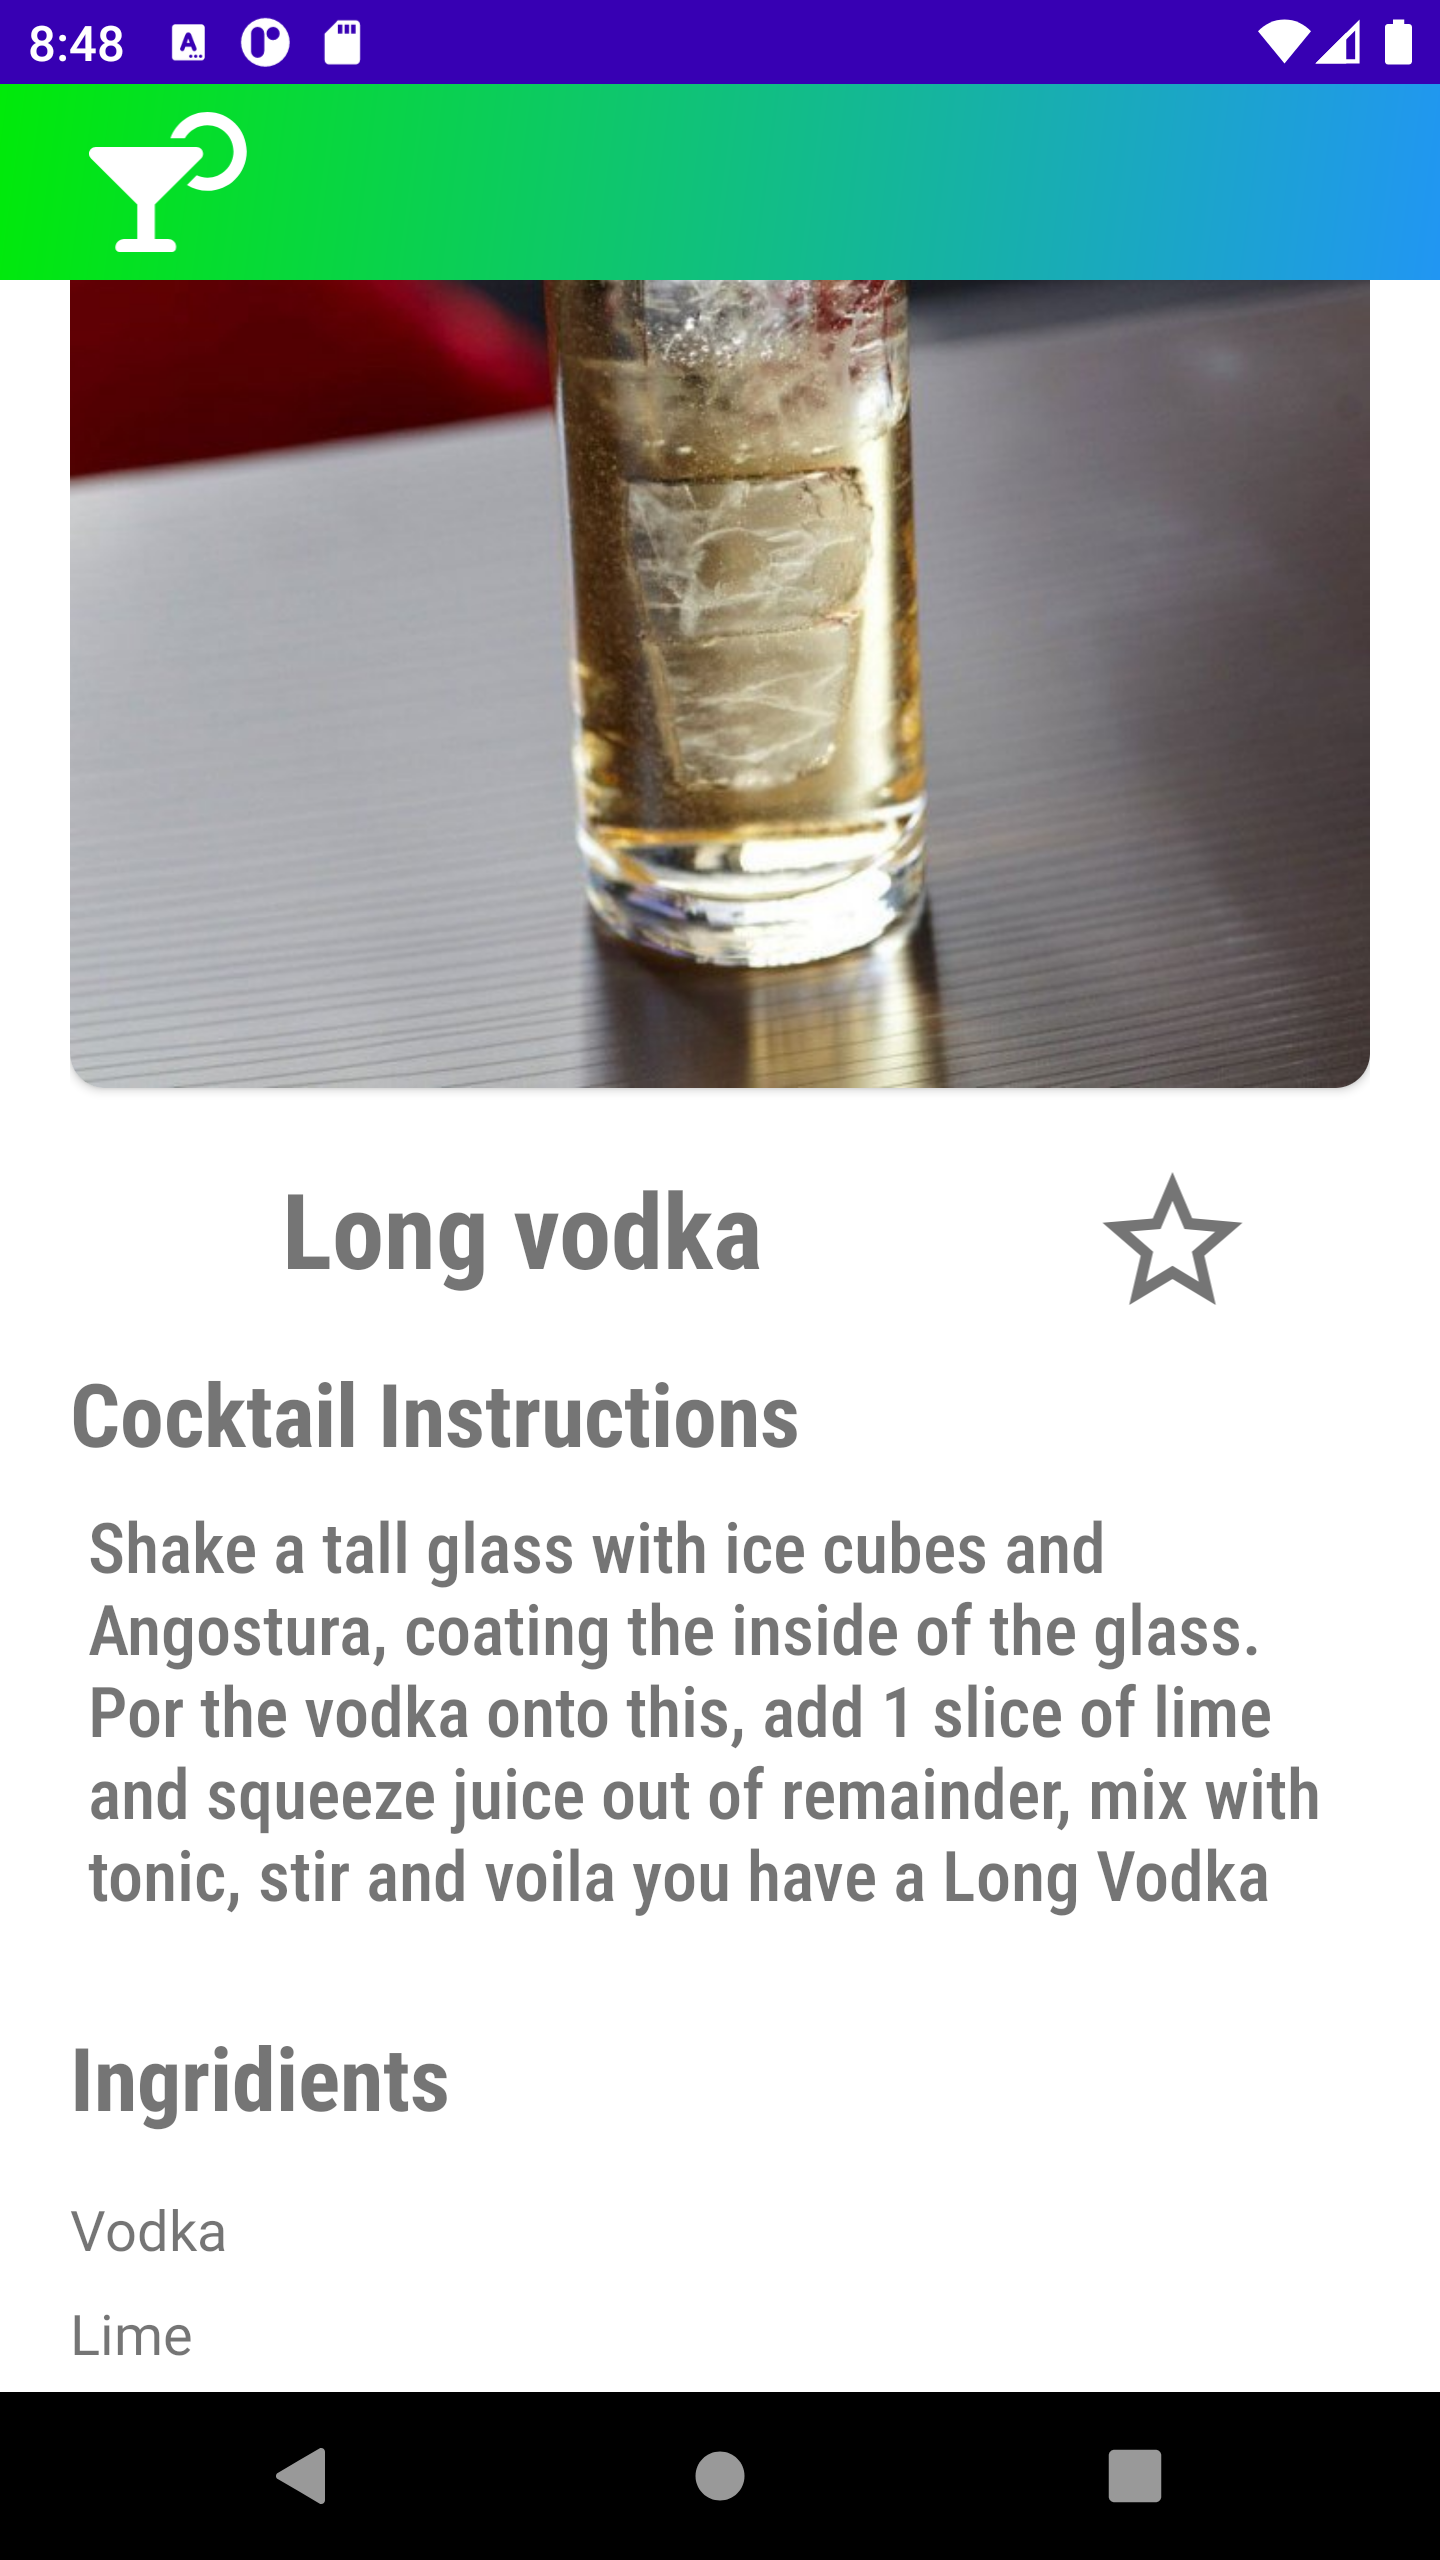 8:48
Long vodka
Cocktail Instructions
Shake a tall glass with ice cubes and
Angostura, coating the inside of the glass.
Por the vodka onto this, add 1 slice of lime
and squeeze juice out of remainder, mix with
tonic, stir and voila you have a Long Vodka
Ingridients
Vodka
Lime